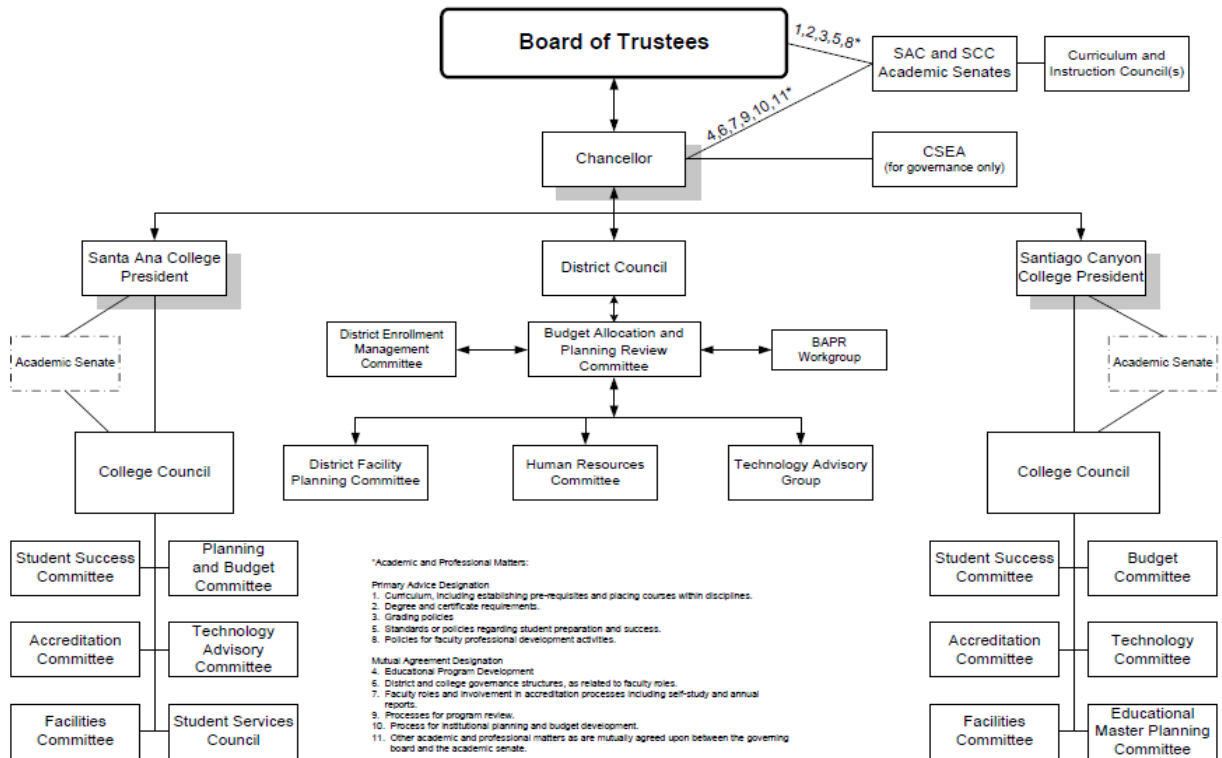 Board of Trustees
1,2,3,5,8*
SAC and SCC
Academic Senates
Curriculum and
Instruction Council(s)
4,6,7,9,10,11*
Chancellor
CSEA
(for governance only)
Santa Ana College
President
District Council
Santiago Canyon
College President
Academic Senate
District Enrollment
Management
Committee
Budget Allocation and
Planning Review
Committee
BAPR
Workgroup
Academic Senate
College Council
District Facility
Planning Committee
Human Resources
Committee
Technology Advisory
Group
College Council
Student Success
Committee
Planning
and Budget
Committee
Accreditation
Committee
Technology
Advisory
Committee
Facilities
Committee
Student Services
Council
*Academic and Professional Matters:
Primary Advice Designation
1. Curriculum, including establishing pre-requisites and placing courses within disciplines.
2. Degree and certificate requirements.
3. Grading policies
5. Standards or policies regarding student preparation and success.
8. Policies for faculty professional development activities.
Mutual Agreement Designation
4. Educational Program Development
6. District and college governance structures, as related to faculty roles.
7. Faculty roles and involvement in accreditation processes including self-study and annual
reports.
9. Processes for program review.
10. Process for institutional planning and budget development.
11. Other academic and professional matters as are mutually agreed upon between the governing
board and the academic senate.
Student Success
Committee
Budget
Committee
Accreditation
Committee
Technology
Committee
Facilities
Committee
Educational
Master Planning
Committee